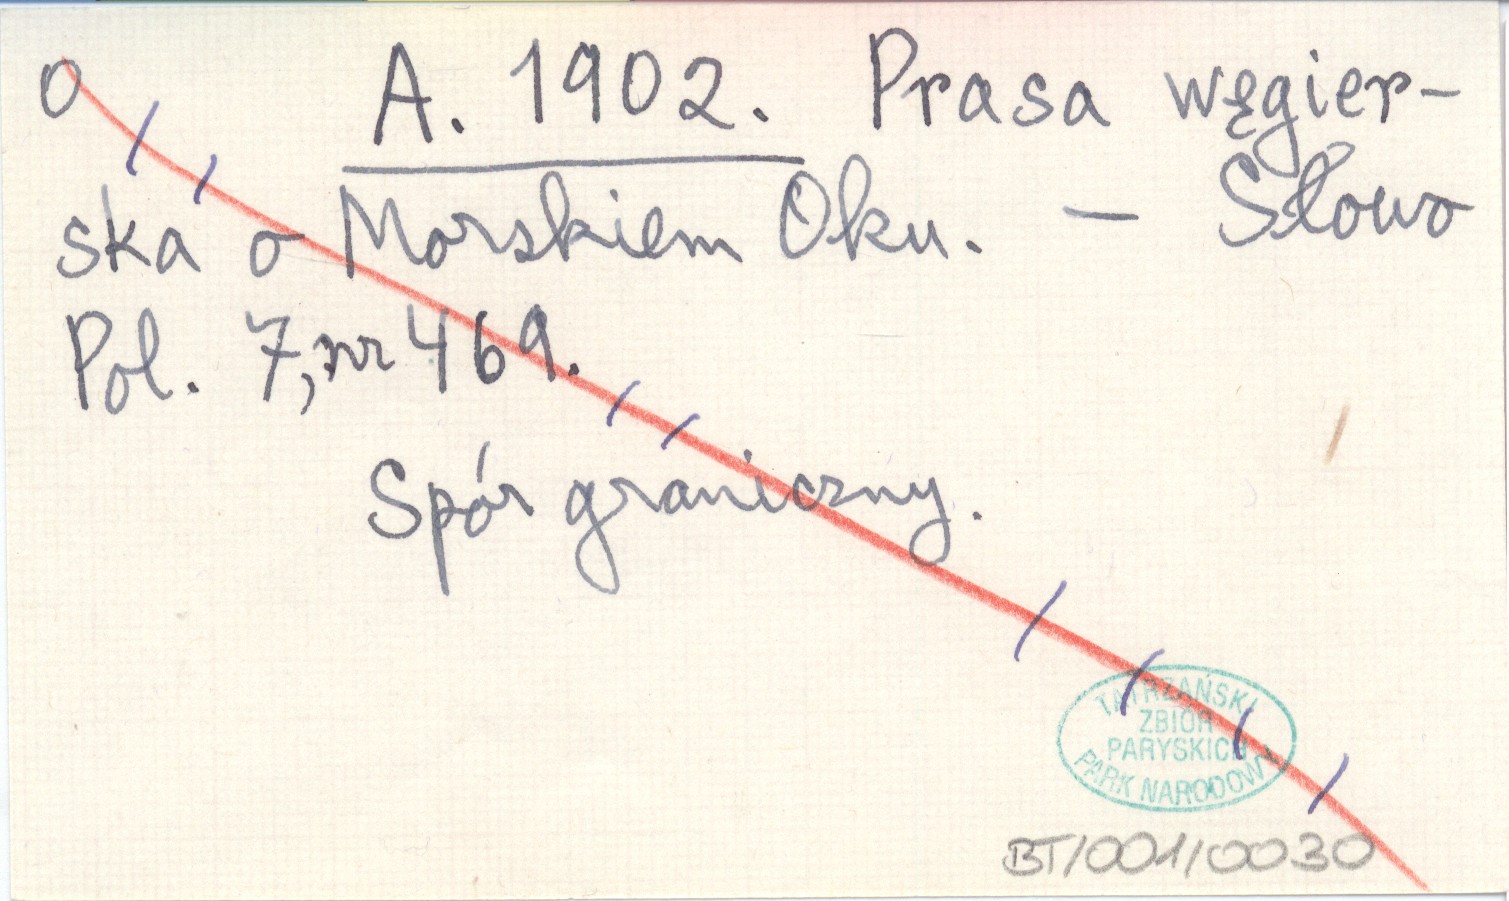 O A. 1902. Prasa węgier-
ska o Morskiem Oku. — Słowo
Pol. 7, nr 469.
Spór graniczny.
TATRZAŃSKI
ZBIÓR
PARYSKICH
PARK NARODOWY
BT/001/0030